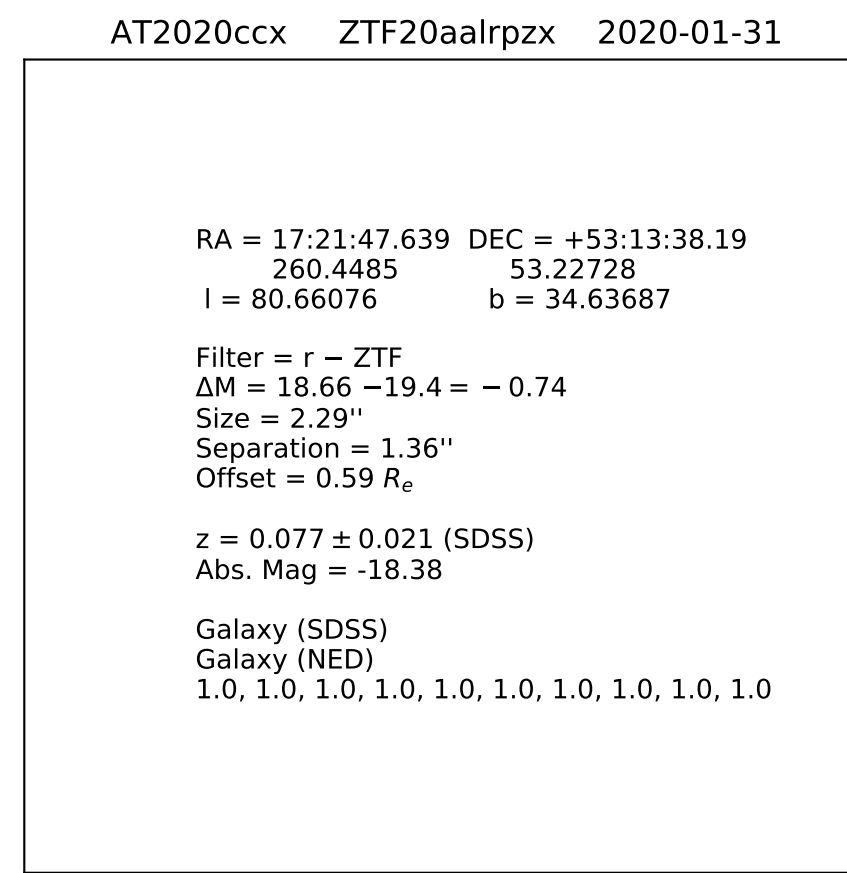 AT2020ccx ZTF20aalrpzx 2020-01-31
RA = 17:21:47.639 DEC = +53:13:38.19
260.4485 53.22728
l = 80.66076 b = 34.63687
Filter = r − ZTF
ΔM = 18.66 −19.4 = − 0.74
Size = 2.29''
Separation = 1.36''
Offset = 0.59 Re
z = 0.077 ± 0.021 (SDSS)
Abs. Mag = -18.38
Galaxy (SDSS)
Galaxy (NED)
1.0, 1.0, 1.0, 1.0, 1.0, 1.0, 1.0, 1.0, 1.0, 1.0